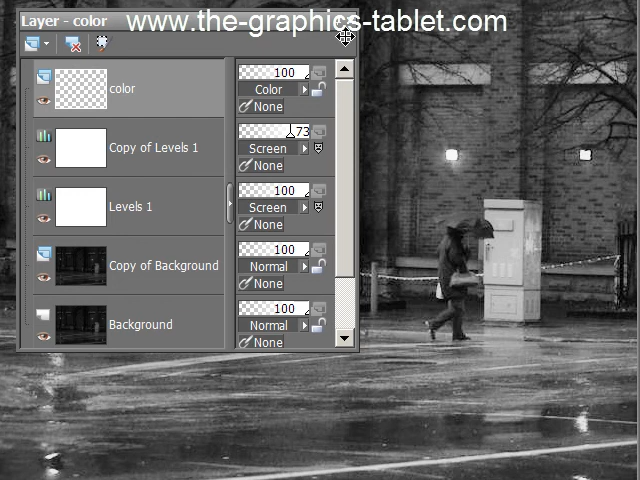 www.the-graphics-tablet.com
Layer - color
color
100
Color
None
Copy of Levels 1
73
Screen
None
Levels 1
100
Screen
None
Copy of Background
100
Normal
None
Background
100
Normal
None